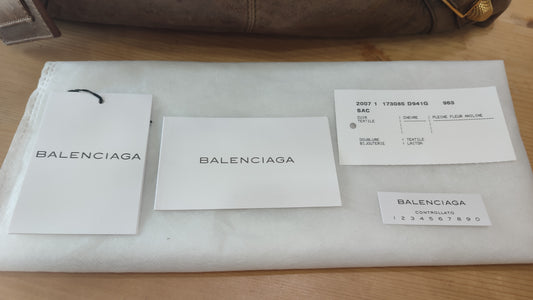 BALENCIAGA
BALENCIAGA
2007 1 173085 D941G 963
SAC
CUIR : CHEVRE : PLEINE FLEUR ANILINE
TEXTILE
DOUBLURE : TEXTILE
BIJOUTERIE : LAITON
BALENCIAGA
CONTROLLATO
1 2 3 4 5 6 7 8 9 0